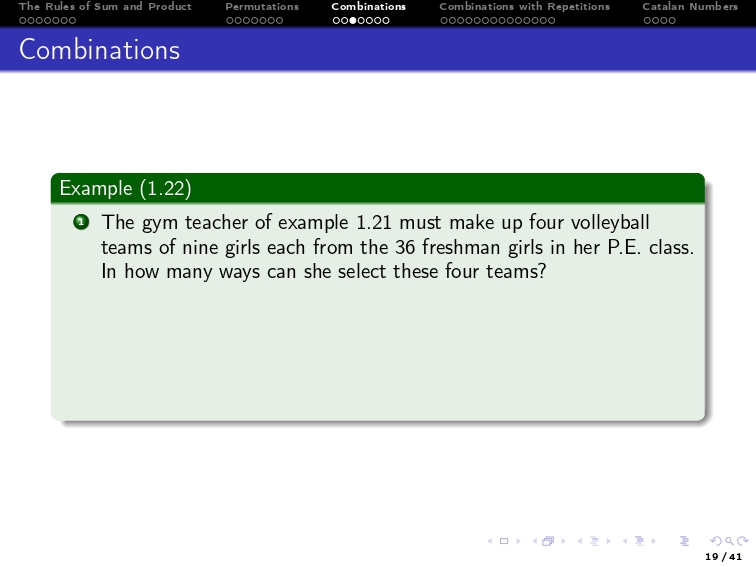 The Rules of Sum and Product Permutations Combinations Combinations with Repetitions Catalan Numbers
Combinations
Example (1.22)
1 The gym teacher of example 1.21 must make up four volleyball
teams of nine girls each from the 36 freshman girls in her P.E. class.
In how many ways can she select these four teams?
19 / 41